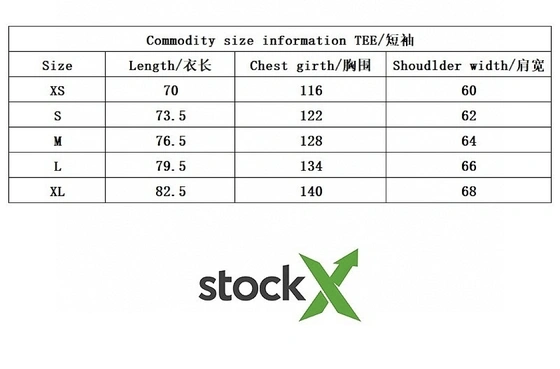 Commodity size information TEE/短袖
Size Length/衣长 Chest girth/胸围 Shoudlder width/肩宽
XS 70 116 60
S 73.5 122 62
M 76.5 128 64
L 79.5 134 66
XL 82.5 140 68
stockX